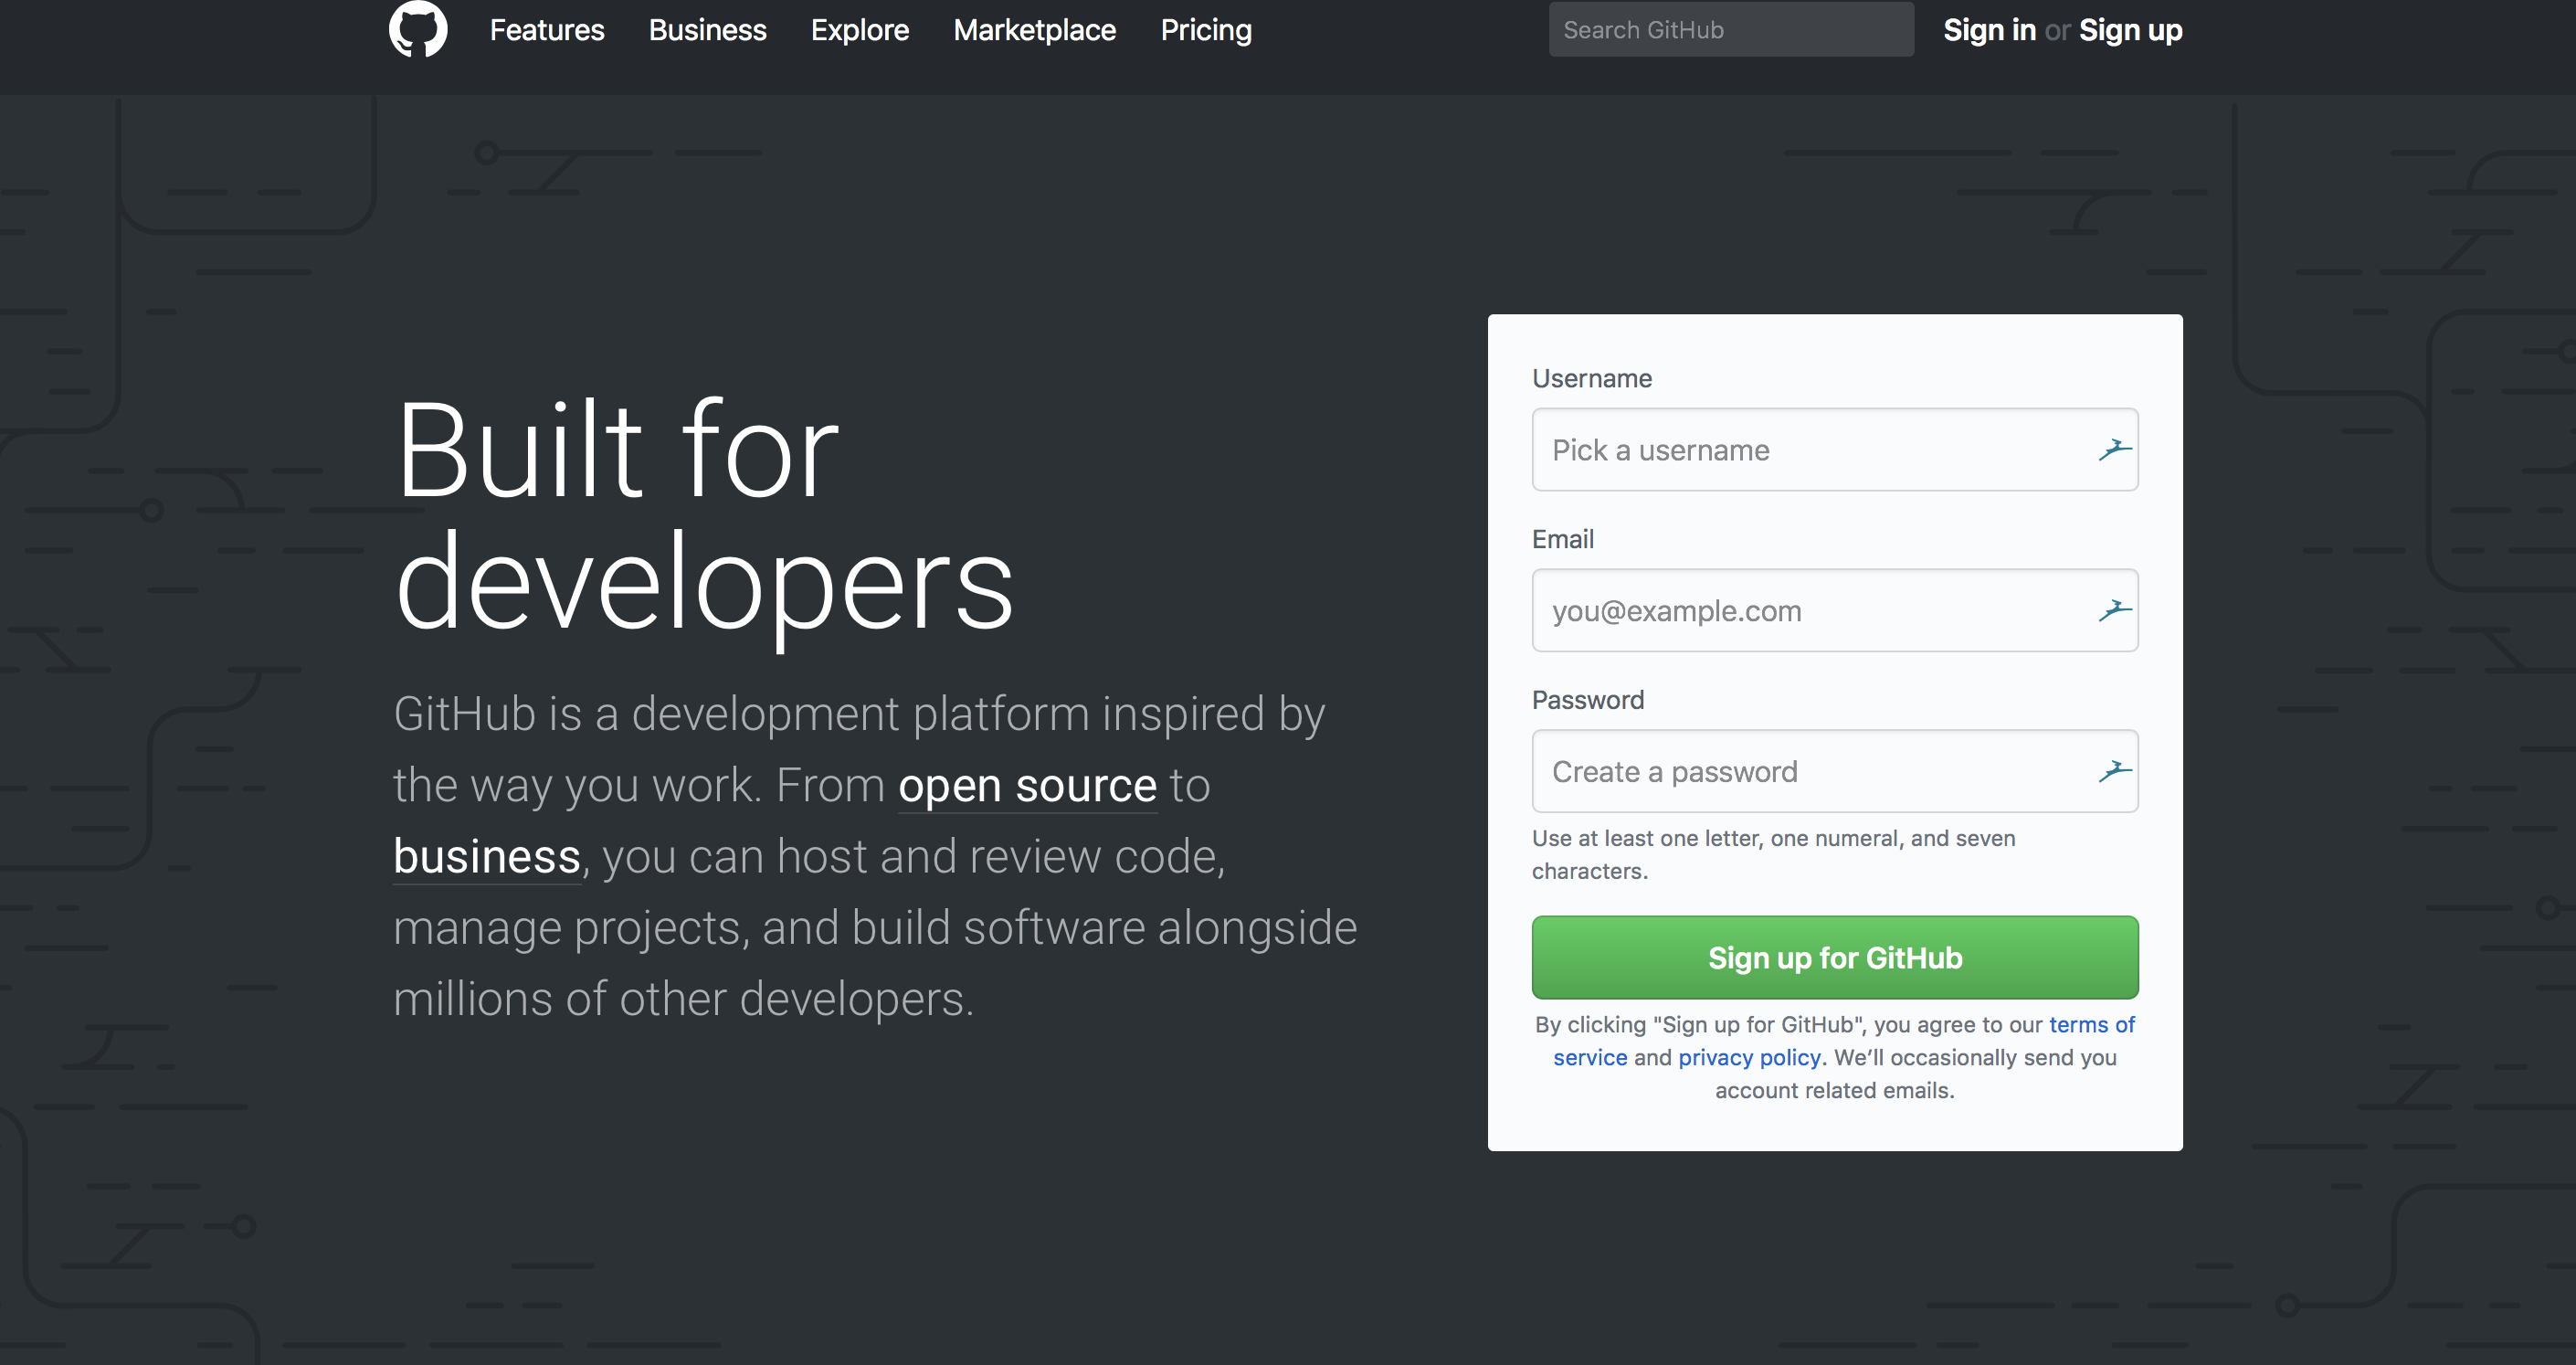 Features Business Explore Marketplace Pricing Search GitHub Sign in or Sign up
Built for
developers
GitHub is a development platform inspired by
the way you work. From open source to
business, you can host and review code,
manage projects, and build software alongside
millions of other developers.
Username
Pick a username
Email
you@example.com
Password
Create a password
Use at least one letter, one numeral, and seven
characters.
Sign up for GitHub
By clicking "Sign up for GitHub", you agree to our terms of
service and privacy policy. We’ll occasionally send you
account related emails.